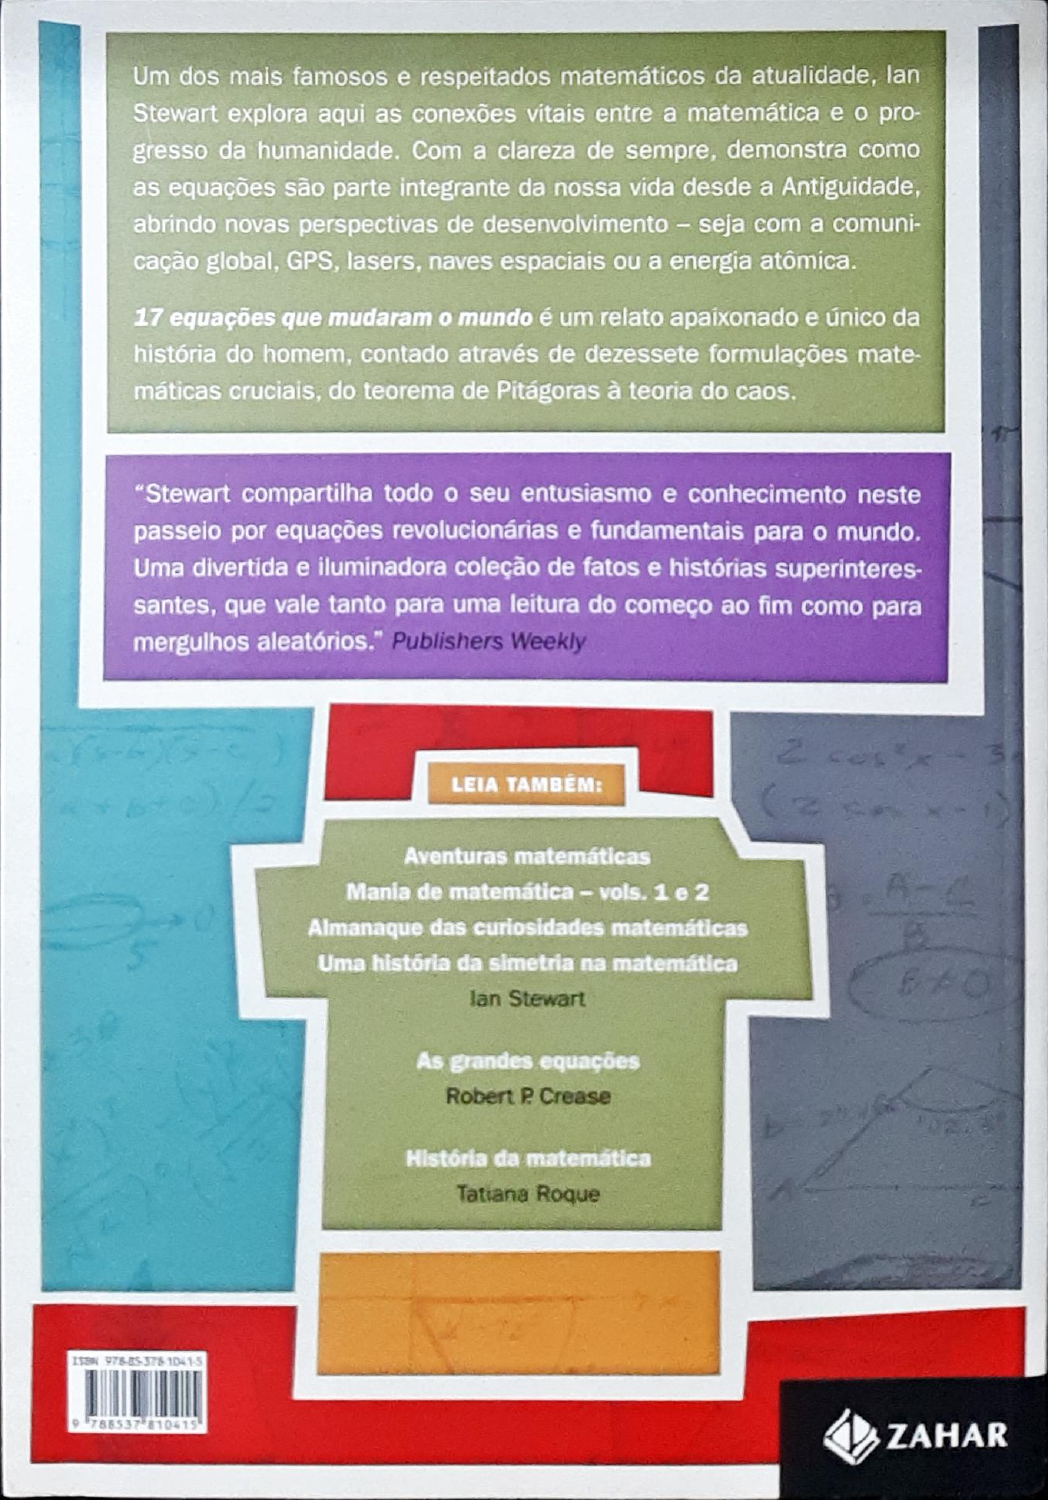 Um dos mais famosos e respeitados matemáticos da atualidade, Ian
Stewart explora aqui as conexões vitais entre a matemática e o pro-
gresso da humanidade. Com a clareza de sempre, demonstra como
as equações são parte integrante da nossa vida desde a Antiguidade,
abrindo novas perspectivas de desenvolvimento – seja com a comuni-
cação global, GPS, lasers, naves espaciais ou a energia atômica.
17 equações que mudaram o mundo é um relato apaixonado e único da
história do homem, contado através de dezessete formulações mate-
máticas cruciais, do teorema de Pitágoras à teoria do caos.
“Stewart compartilha todo o seu entusiasmo e conhecimento neste
passeio por equações revolucionárias e fundamentais para o mundo.
Uma divertida e iluminadora coleção de fatos e histórias superinteres-
santes, que vale tanto para uma leitura do começo ao fim como para
mergulhos aleatórios.” Publishers Weekly
LEIA TAMBÉM:
Aventuras matemáticas
Mania de matemática – vols. 1 e 2
Almanaque das curiosidades matemáticas
Uma história da simetria na matemática
Ian Stewart
As grandes equações
Robert P. Crease
História da matemática
Tatiana Roque
A-C
B
B≠0
ISBN 978-85-378-1041-5
9 788537 810415
ZAHAR